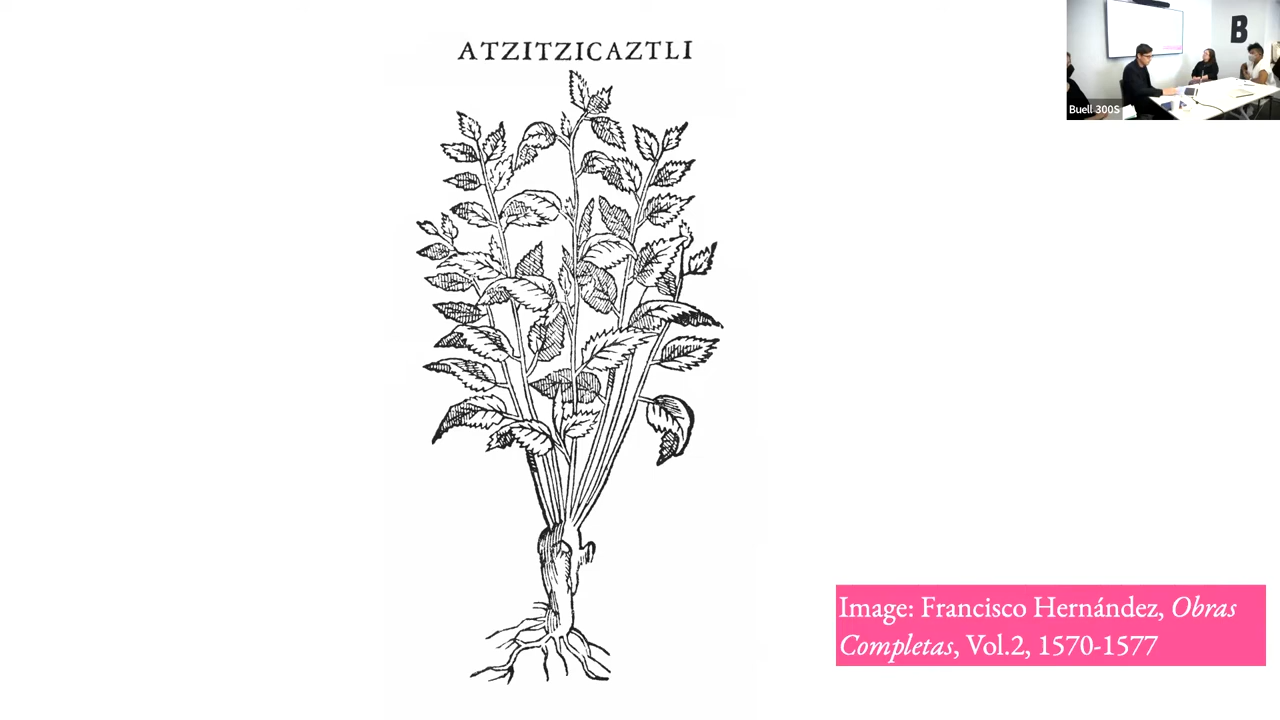 ATZITZICAZTLI
B
Buell 300S
Image: Francisco Hernández, Obras
Completas, Vol.2, 1570-1577